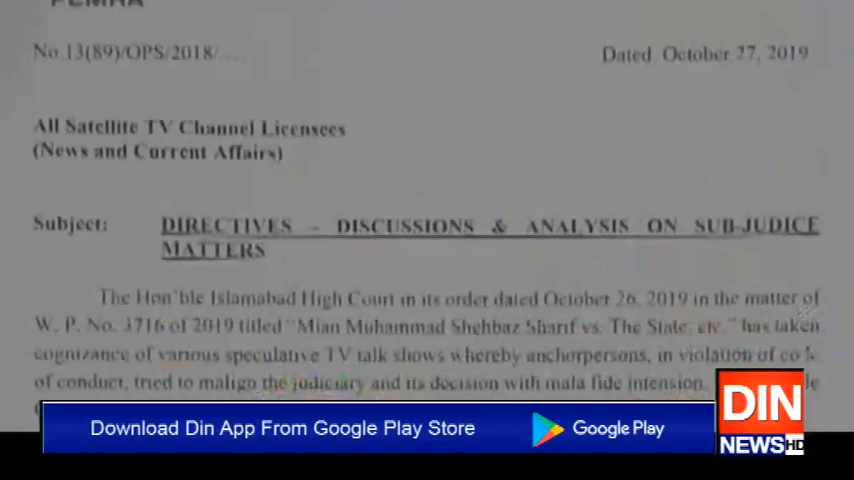 PEMRA
No.13(89)/OPS/2018/....
Dated October 27, 2019
All Satellite TV Channel Licensees
(News and Current Affairs)
Subject: DIRECTIVES – DISCUSSIONS & ANALYSIS ON SUB-JUDICE
MATTERS
The Hon'ble Islamabad High Court in its order dated October 26, 2019 in the matter of
W. P. No. 3716 of 2019 titled "Mian Muhammad Shehbaz Sharif vs. The State, etc." has taken
cognizance of various speculative TV talk shows whereby anchorpersons, in violation of
of conduct, tried to malign the judiciary and its decision with mala fide intension.
Download Din App From Google Play Store
Google Play
DIN
NEWS HD